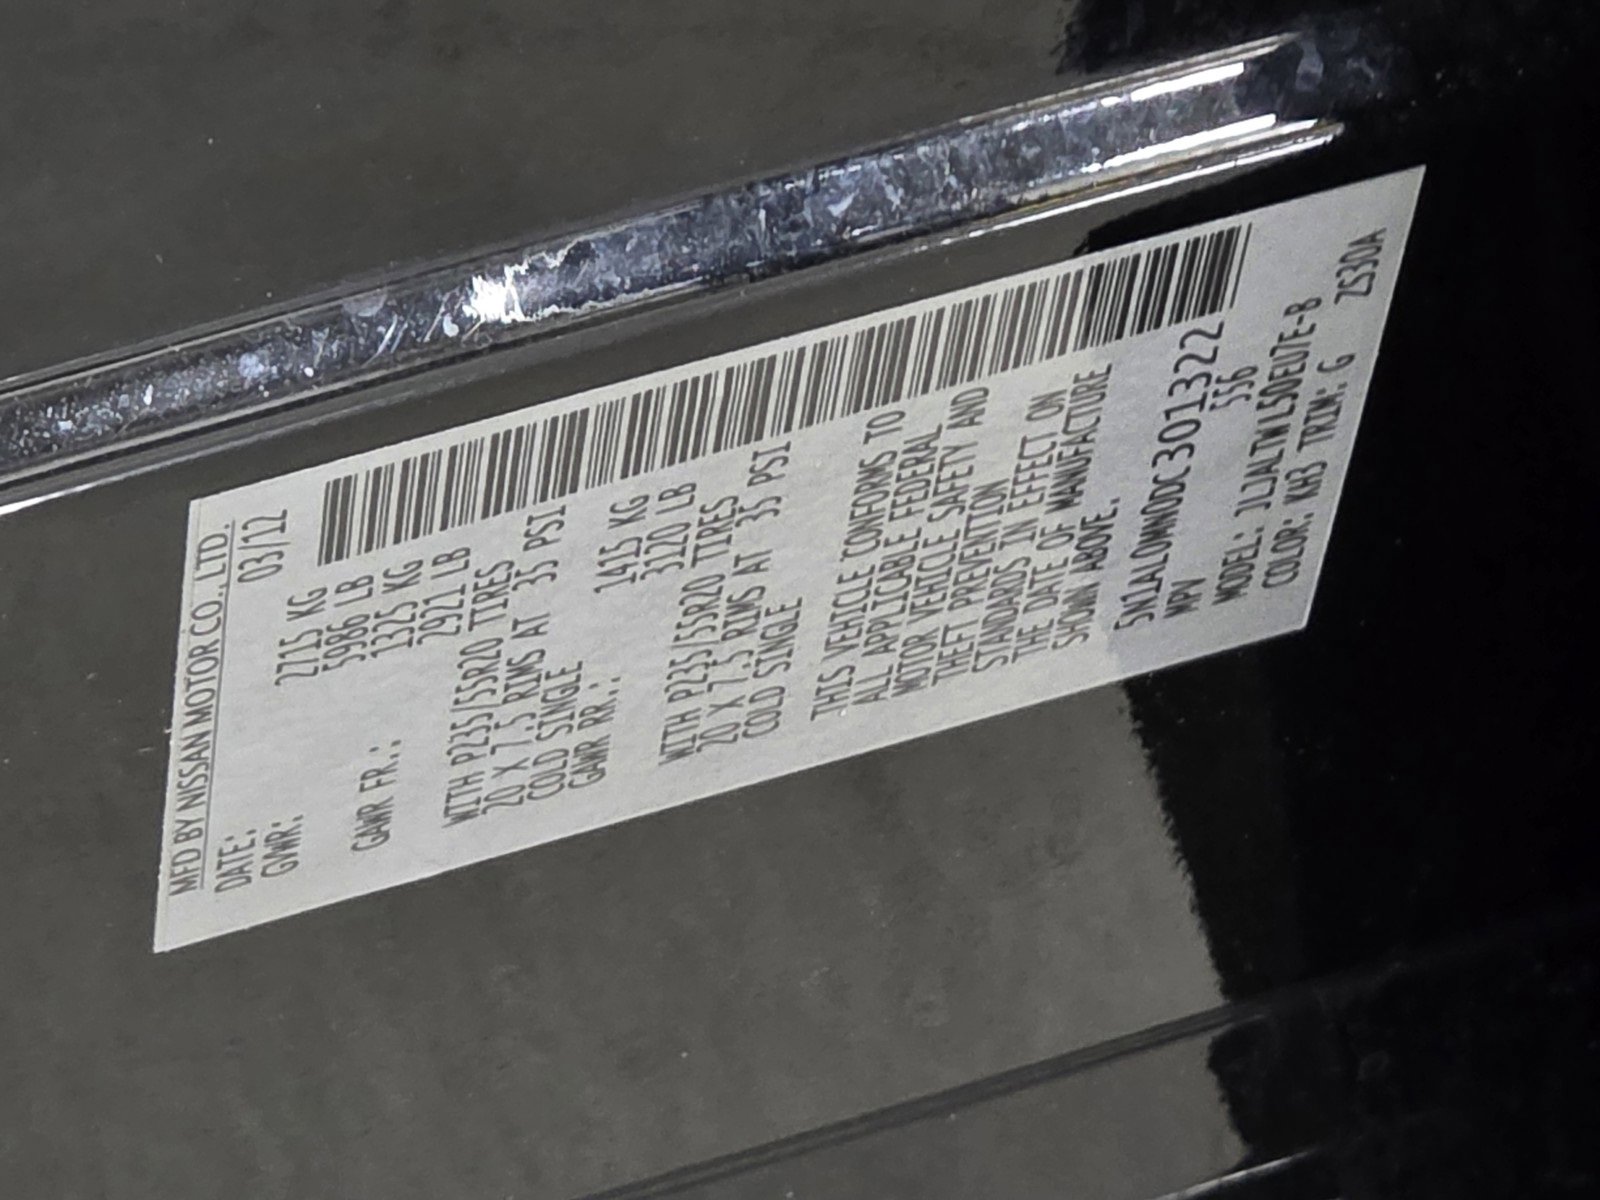 MFD BY NISSAN MOTOR CO., LTD.
DATE: 03/12
GVWR: 2715 KG
5986 LB
GAWR FR.: 1325 KG
2921 LB
WITH P235/55R20 TIRES
20 X 7.5 RIMS AT 35 PSI
COLD SINGLE
GAWR RR.: 1415 KG
3120 LB
WITH P235/55R20 TIRES
20 X 7.5 RIMS AT 35 PSI
COLD SINGLE
THIS VEHICLE CONFORMS TO
ALL APPLICABLE FEDERAL
MOTOR VEHICLE SAFETY AND
THEFT PREVENTION
STANDARDS IN EFFECT ON
THE DATE OF MANUFACTURE
SHOWN ABOVE.
5N1AL0MN0DC301322
MPV 556
MODEL: JLJALTWL50EU7E-B
COLOR: KH3 TRIM: G ZS30A